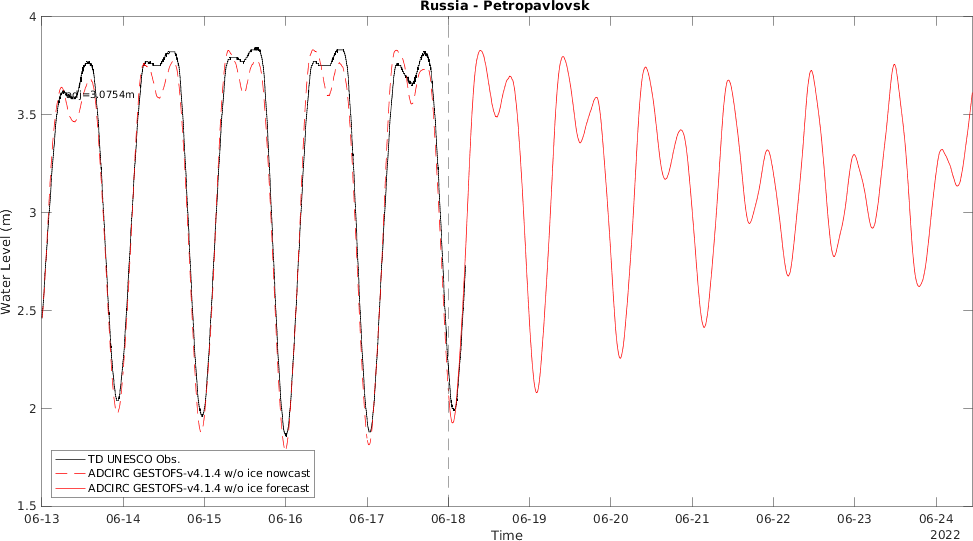 Russia - Petropavlovsk
4
3.5
3
2.5
2
1.5
Water Level (m)
adj=3.0754m
TD UNESCO Obs.
ADCIRC GESTOFS-v4.1.4 w/o ice nowcast
ADCIRC GESTOFS-v4.1.4 w/o ice forecast
06-13 06-14 06-15 06-16 06-17 06-18 06-19 06-20 06-21 06-22 06-23 06-24
Time
2022